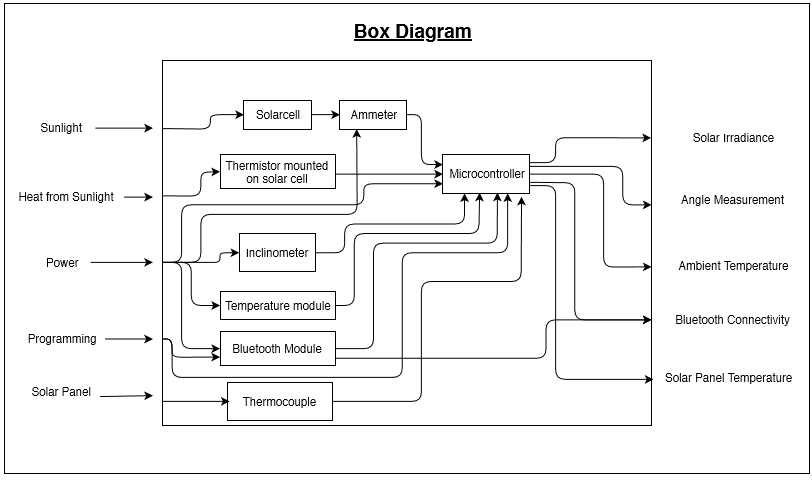 Box Diagram
Sunlight
Heat from Sunlight
Power
Programming
Solar Panel
Solarcell
Ammeter
Thermistor mounted
on solar cell
Microcontroller
Inclinometer
Temperature module
Bluetooth Module
Thermocouple
Solar Irradiance
Angle Measurement
Ambient Temperature
Bluetooth Connectivity
Solar Panel Temperature